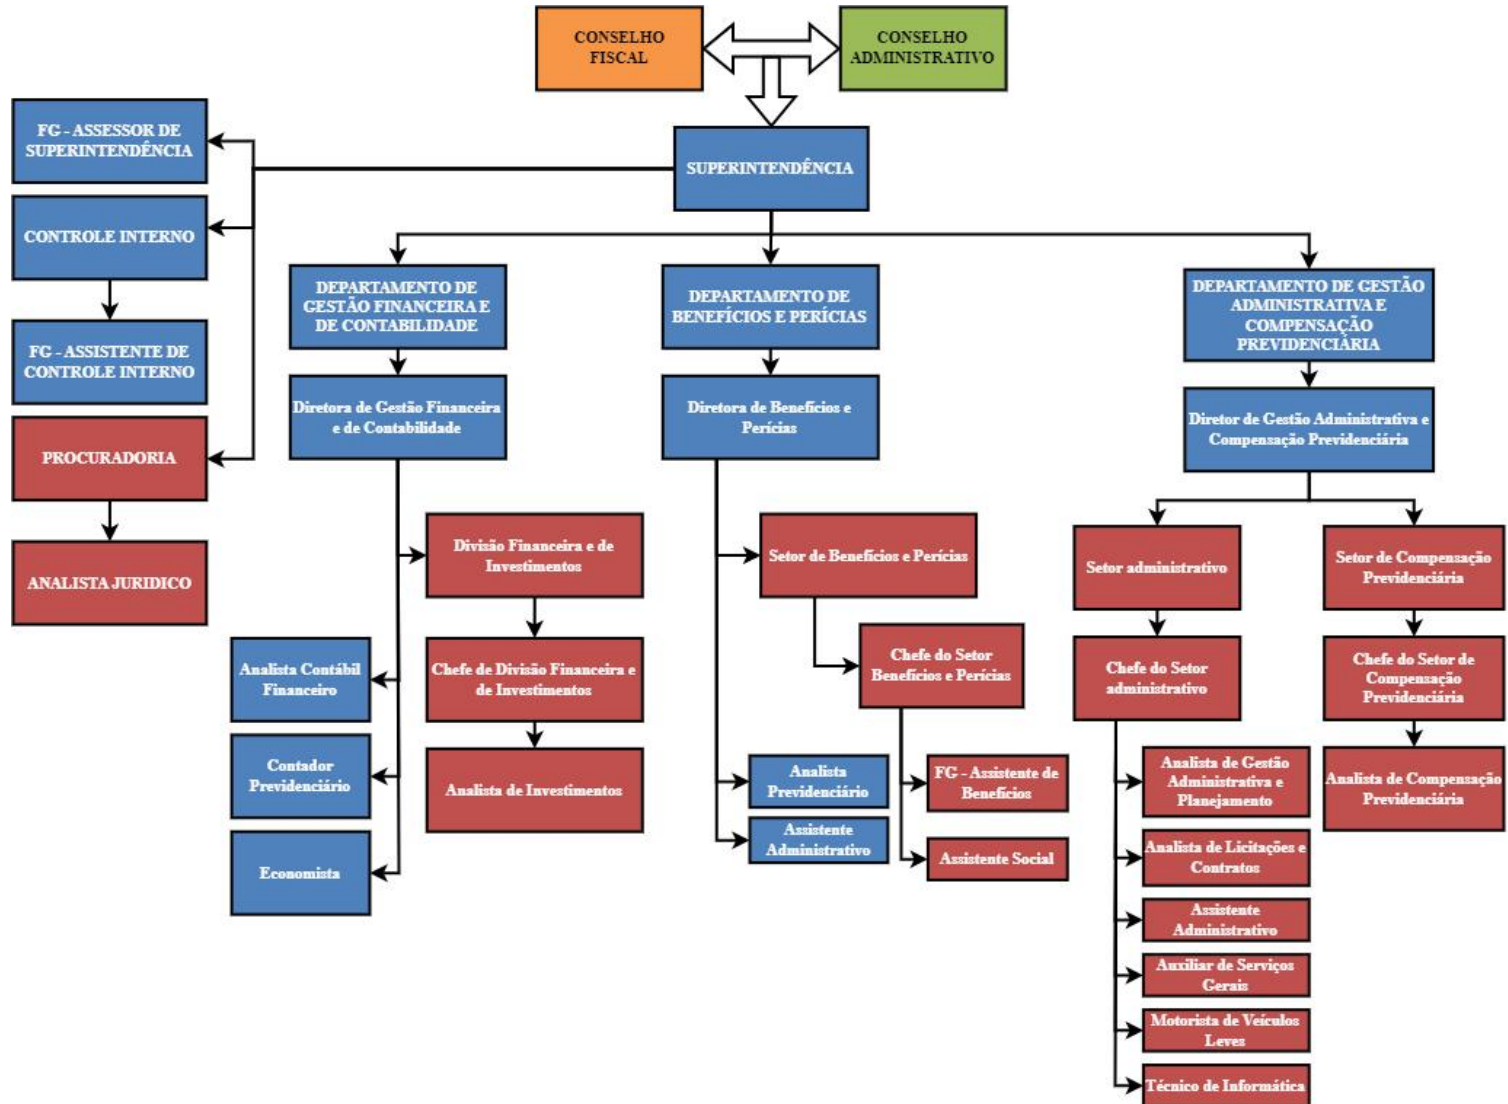 CONSELHO
FISCAL
CONSELHO
ADMINISTRATIVO
SUPERINTENDÊNCIA
FG - ASSESSOR DE
SUPERINTENDÊNCIA
CONTROLE INTERNO
FG - ASSISTENTE DE
CONTROLE INTERNO
PROCURADORIA
ANALISTA JURIDICO
DEPARTAMENTO DE
GESTÃO FINANCEIRA E
DE CONTABILIDADE
Diretora de Gestão Financeira
e de Contabilidade
Divisão Financeira e de
Investimentos
Chefe de Divisão Financeira e
de Investimentos
Analista de Investimentos
Analista Contábil
Financeiro
Contador
Previdenciário
Economista
DEPARTAMENTO DE
BENEFÍCIOS E PERÍCIAS
Diretora de Benefícios e
Perícias
Setor de Benefícios e Perícias
Chefe do Setor
Benefícios e Perícias
Analista
Previdenciário
Assistente
Administrativo
FG - Assistente de
Benefícios
Assistente Social
DEPARTAMENTO DE GESTÃO
ADMINISTRATIVA E
COMPENSAÇÃO
PREVIDENCIÁRIA
Diretor de Gestão Administrativa e
Compensação Previdenciária
Setor administrativo
Chefe do Setor
administrativo
Analista de Gestão
Administrativa e
Planejamento
Analista de Licitações e
Contratos
Assistente
Administrativo
Auxiliar de Serviços
Gerais
Motorista de Veículos
Leves
Técnico de Informática
Setor de Compensação
Previdenciária
Chefe do Setor de
Compensação
Previdenciária
Analista de Compensação
Previdenciária